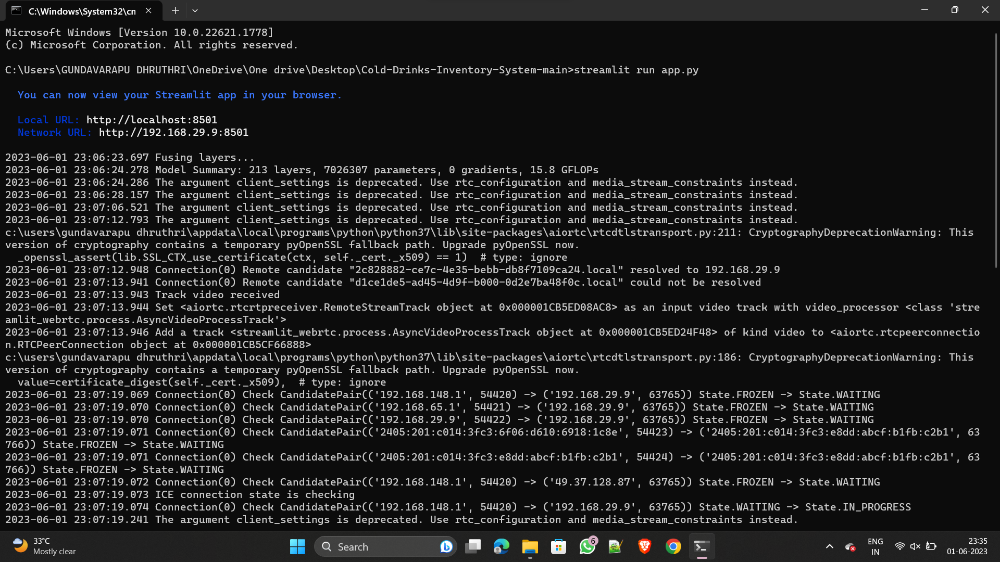 C:\Windows\System32\cn
Microsoft Windows [Version 10.0.22621.1778]
(c) Microsoft Corporation. All rights reserved.
C:\Users\GUNDAVARAPU DHRUTHRI\OneDrive\One drive\Desktop\Cold-Drinks-Inventory-System-main>streamlit run app.py
You can now view your Streamlit app in your browser.
Local URL: http://localhost:8501
Network URL: http://192.168.29.9:8501
2023-06-01 23:06:23.697 Fusing layers...
2023-06-01 23:06:24.278 Model Summary: 213 layers, 7026307 parameters, 0 gradients, 15.8 GFLOPs
2023-06-01 23:06:24.286 The argument client_settings is deprecated. Use rtc_configuration and media_stream_constraints instead.
2023-06-01 23:06:28.157 The argument client_settings is deprecated. Use rtc_configuration and media_stream_constraints instead.
2023-06-01 23:07:06.521 The argument client_settings is deprecated. Use rtc_configuration and media_stream_constraints instead.
2023-06-01 23:07:12.793 The argument client_settings is deprecated. Use rtc_configuration and media_stream_constraints instead.
c:\users\gundavarapu dhruthri\appdata\local\programs\python\python37\lib\site-packages\aiortc\rtcdtlstransport.py:211: CryptographyDeprecationWarning: This
version of cryptography contains a temporary pyOpenSSL fallback path. Upgrade pyOpenSSL now.
_openssl_assert(lib.SSL_CTX_use_certificate(ctx, self._cert._x509) == 1)  # type: ignore
2023-06-01 23:07:12.948 Connection(0) Remote candidate "2c828882-ce7c-4e35-bebb-db8f7109ca24.local" resolved to 192.168.29.9
2023-06-01 23:07:13.941 Connection(0) Remote candidate "d1ce1de5-ad45-4d9f-b000-0d2e7ba48f0c.local" could not be resolved
2023-06-01 23:07:13.943 Track video received
2023-06-01 23:07:13.944 Set <aiortc.rtcrtpreceiver.RemoteStreamTrack object at 0x000001CB5ED08AC8> as an input video track with video_processor <class 'stre
amlit_webrtc.process.AsyncVideoProcessTrack'>
2023-06-01 23:07:13.946 Add a track <streamlit_webrtc.process.AsyncVideoProcessTrack object at 0x000001CB5ED24F48> of kind video to <aiortc.rtcpeerconnectio
n.RTCPeerConnection object at 0x000001CB5CF66888>
c:\users\gundavarapu dhruthri\appdata\local\programs\python\python37\lib\site-packages\aiortc\rtcdtlstransport.py:186: CryptographyDeprecationWarning: This
version of cryptography contains a temporary pyOpenSSL fallback path. Upgrade pyOpenSSL now.
value=certificate_digest(self._cert._x509),  # type: ignore
2023-06-01 23:07:19.069 Connection(0) Check CandidatePair(('192.168.148.1', 54420) -> ('192.168.29.9', 63765)) State.FROZEN -> State.WAITING
2023-06-01 23:07:19.070 Connection(0) Check CandidatePair(('192.168.65.1', 54421) -> ('192.168.29.9', 63765)) State.FROZEN -> State.WAITING
2023-06-01 23:07:19.070 Connection(0) Check CandidatePair(('192.168.29.9', 54422) -> ('192.168.29.9', 63765)) State.FROZEN -> State.WAITING
2023-06-01 23:07:19.071 Connection(0) Check CandidatePair(('2405:201:c014:3fc3:6f06:d610:6918:1c8e', 54423) -> ('2405:201:c014:3fc3:e8dd:abcf:b1fb:c2b1', 63
766)) State.FROZEN -> State.WAITING
2023-06-01 23:07:19.071 Connection(0) Check CandidatePair(('2405:201:c014:3fc3:e8dd:abcf:b1fb:c2b1', 54424) -> ('2405:201:c014:3fc3:e8dd:abcf:b1fb:c2b1', 63
766)) State.FROZEN -> State.WAITING
2023-06-01 23:07:19.072 Connection(0) Check CandidatePair(('192.168.148.1', 54420) -> ('49.37.128.87', 63765)) State.FROZEN -> State.WAITING
2023-06-01 23:07:19.073 ICE connection state is checking
2023-06-01 23:07:19.074 Connection(0) Check CandidatePair(('192.168.148.1', 54420) -> ('192.168.29.9', 63765)) State.WAITING -> State.IN_PROGRESS
2023-06-01 23:07:19.241 The argument client_settings is deprecated. Use rtc_configuration and media_stream_constraints instead.
33°C
Mostly clear
Search
6
ENG
IN
23:35
01-06-2023